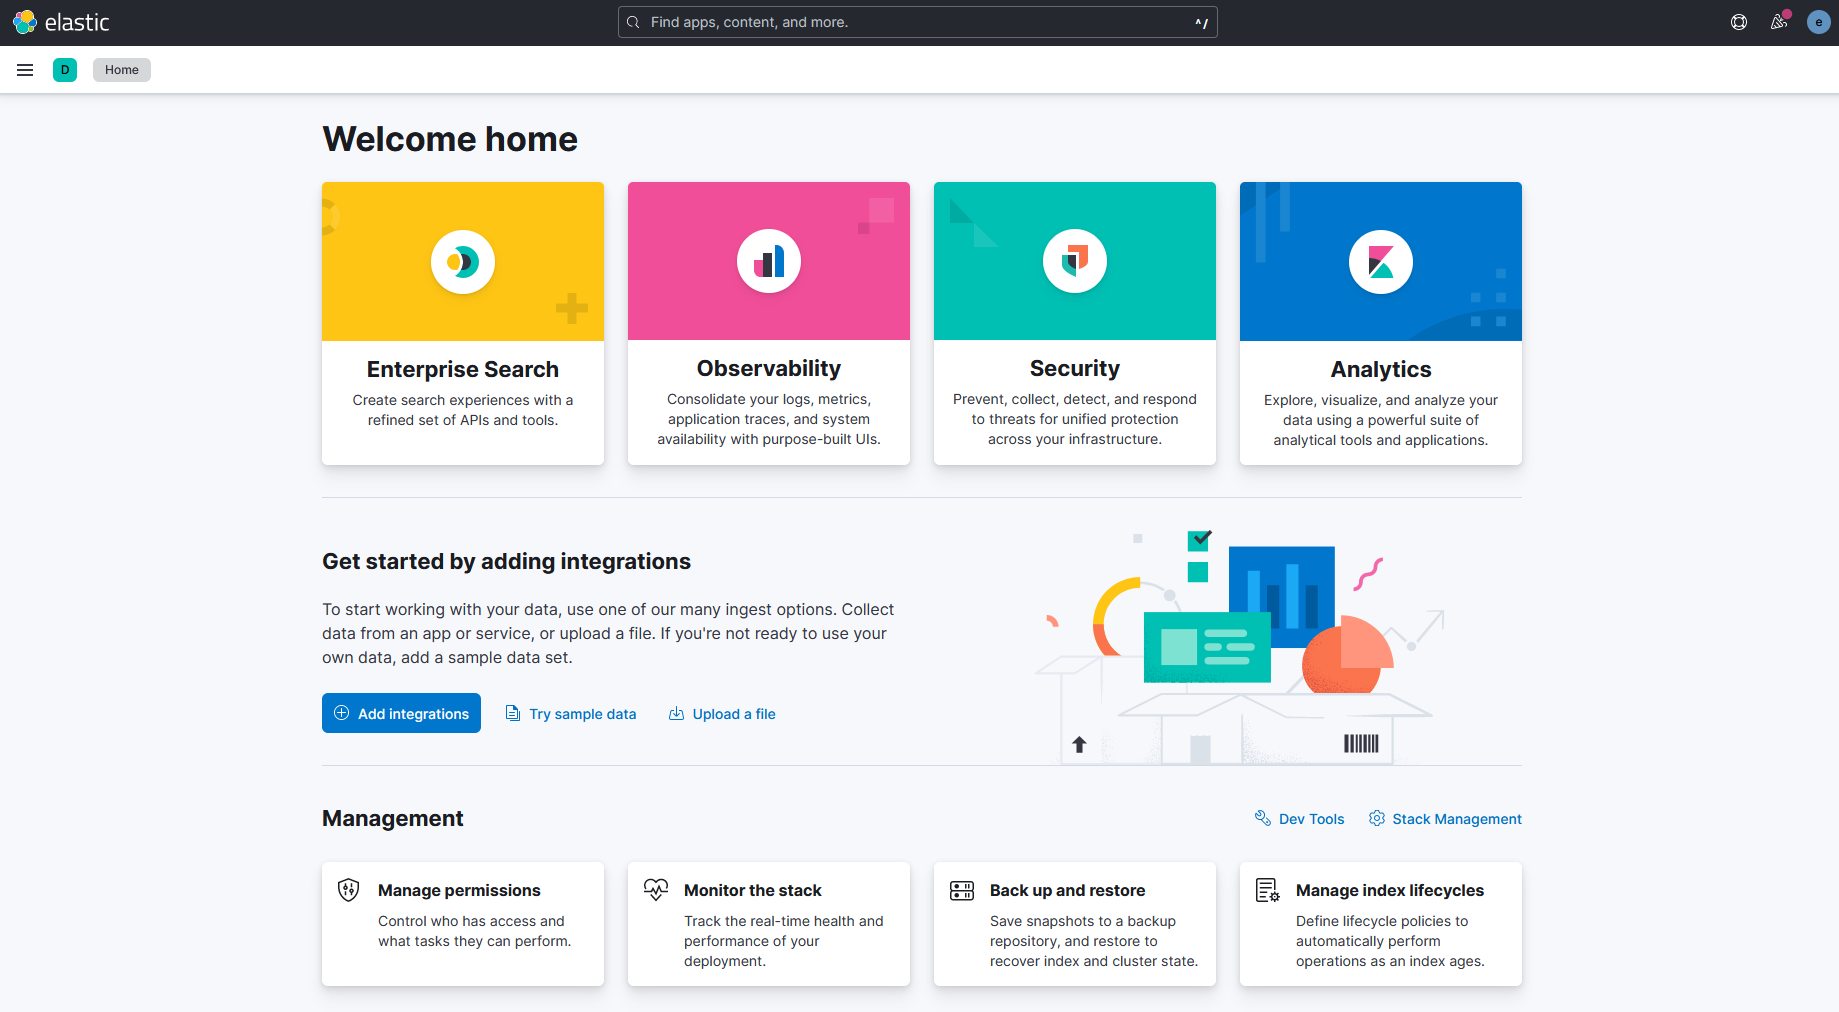 elastic
Find apps, content, and more.
^/
e
D
Home
Welcome home
Enterprise Search
Create search experiences with a
refined set of APIs and tools.
Observability
Consolidate your logs, metrics,
application traces, and system
availability with purpose-built UIs.
Security
Prevent, collect, detect, and respond
to threats for unified protection
across your infrastructure.
Analytics
Explore, visualize, and analyze your
data using a powerful suite of
analytical tools and applications.
Get started by adding integrations
To start working with your data, use one of our many ingest options. Collect
data from an app or service, or upload a file. If you're not ready to use your
own data, add a sample data set.
Add integrations
Try sample data
Upload a file
Management
Dev Tools
Stack Management
Manage permissions
Control who has access and
what tasks they can perform.
Monitor the stack
Track the real-time health and
performance of your
deployment.
Back up and restore
Save snapshots to a backup
repository, and restore to
recover index and cluster state.
Manage index lifecycles
Define lifecycle policies to
automatically perform
operations as an index ages.